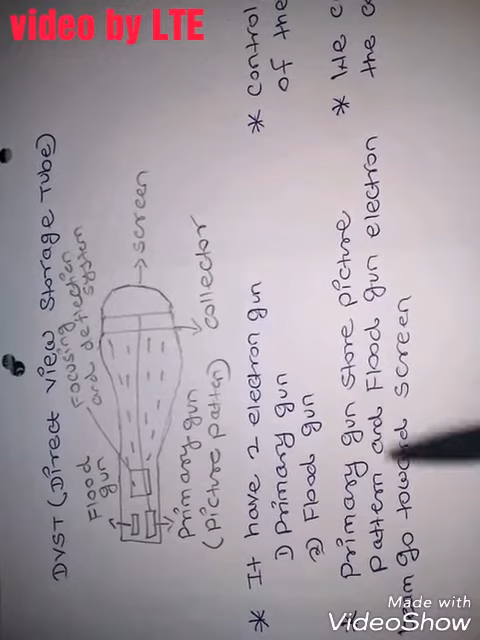 video by LTE
DVST (Direct View Storage Tube)
Focusing
and deflection
system
Flood
gun
→ screen
Primary gun
(picture patten)
collector
* It have 2 electron gun
1) Primary gun
2) Flood gun
* Primary gun store picture
pattern and Flood gun electron
go toward screen
* control
of the
* the
Made with
VideoShow